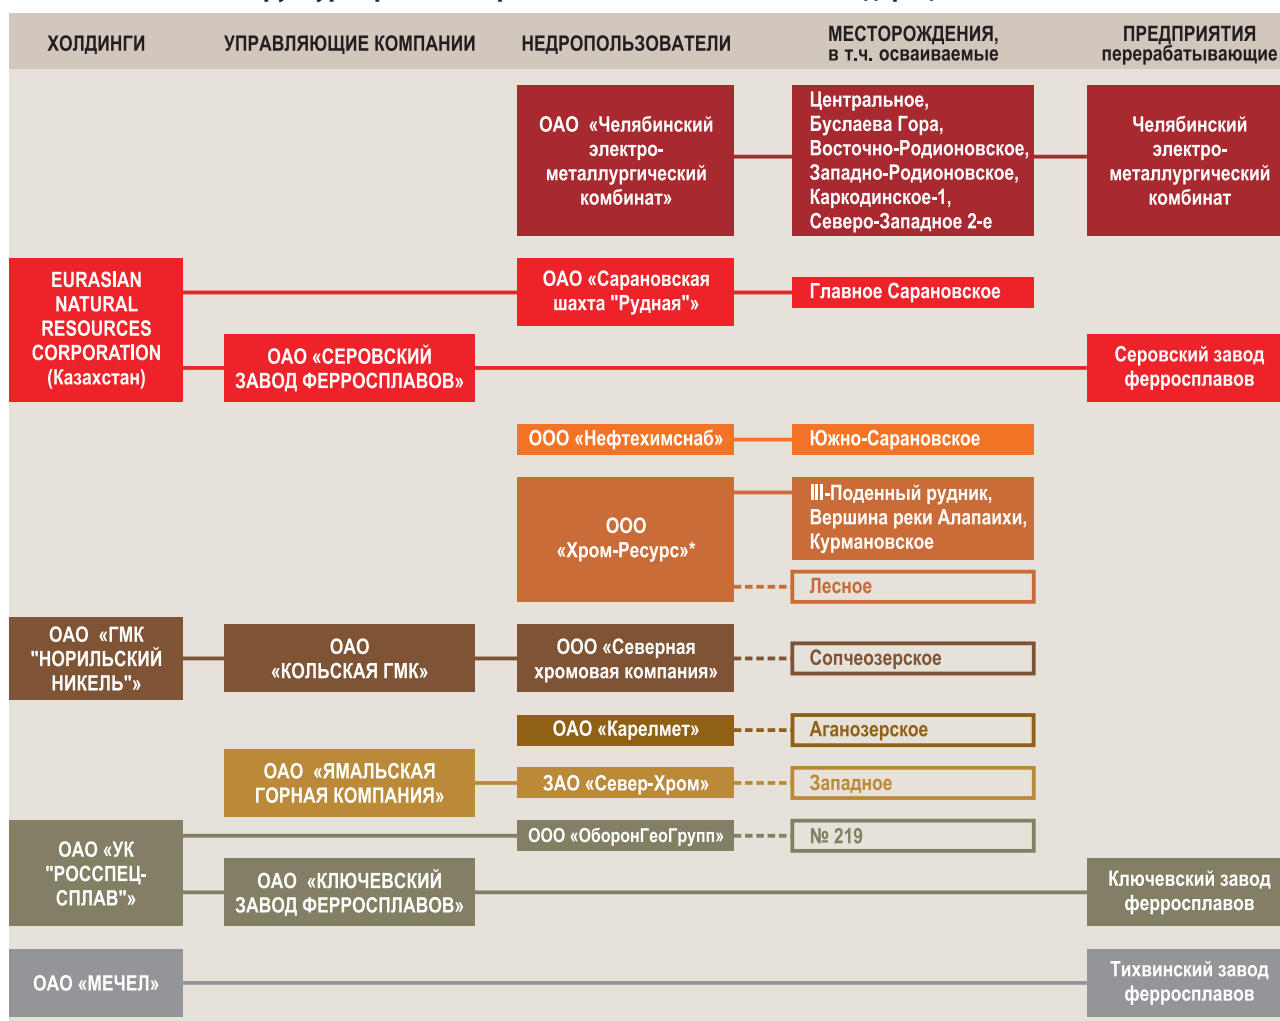 ХОЛДИНГИ
УПРАВЛЯЮЩИЕ КОМПАНИИ
НЕДРОПОЛЬЗОВАТЕЛИ
МЕСТОРОЖДЕНИЯ,
в т.ч. осваиваемые
ПРЕДПРИЯТИЯ
перерабатывающие
ОАО «Челябинский
электро-
металлургический
комбинат»
Центральное,
Буслаева Гора,
Восточно-Родионовское,
Западно-Родионовское,
Каркодинское-1,
Северо-Западное 2-е
Челябинский
электро-
металлургический
комбинат
EURASIAN
NATURAL
RESOURCES
CORPORATION
(Казахстан)
ОАО «Сарановская
шахта "Рудная"»
Главное Сарановское
ОАО «СЕРОВСКИЙ
ЗАВОД ФЕРРОСПЛАВОВ»
Серовский завод
ферросплавов
ООО «Нефтехимснаб»
Южно-Сарановское
ООО
«Хром-Ресурс»*
III-Поденный рудник,
Вершина реки Алапаихи,
Курмановское
Лесное
ОАО «ГМК
"НОРИЛЬСКИЙ
НИКЕЛЬ"»
ОАО
«КОЛЬСКАЯ ГМК»
ООО «Северная
хромовая компания»
Сопчеозерское
ОАО «Карелмет»
Аганозерское
ОАО «ЯМАЛЬСКАЯ
ГОРНАЯ КОМПАНИЯ»
ЗАО «Север-Хром»
Западное
ОАО «УК
"РОССПЕЦ-
СПЛАВ"»
ООО «ОборонГеоГрупп»
№ 219
ОАО «КЛЮЧЕВСКИЙ
ЗАВОД ФЕРРОСПЛАВОВ»
Ключевский завод
ферросплавов
ОАО «МЕЧЕЛ»
Тихвинский завод
ферросплавов